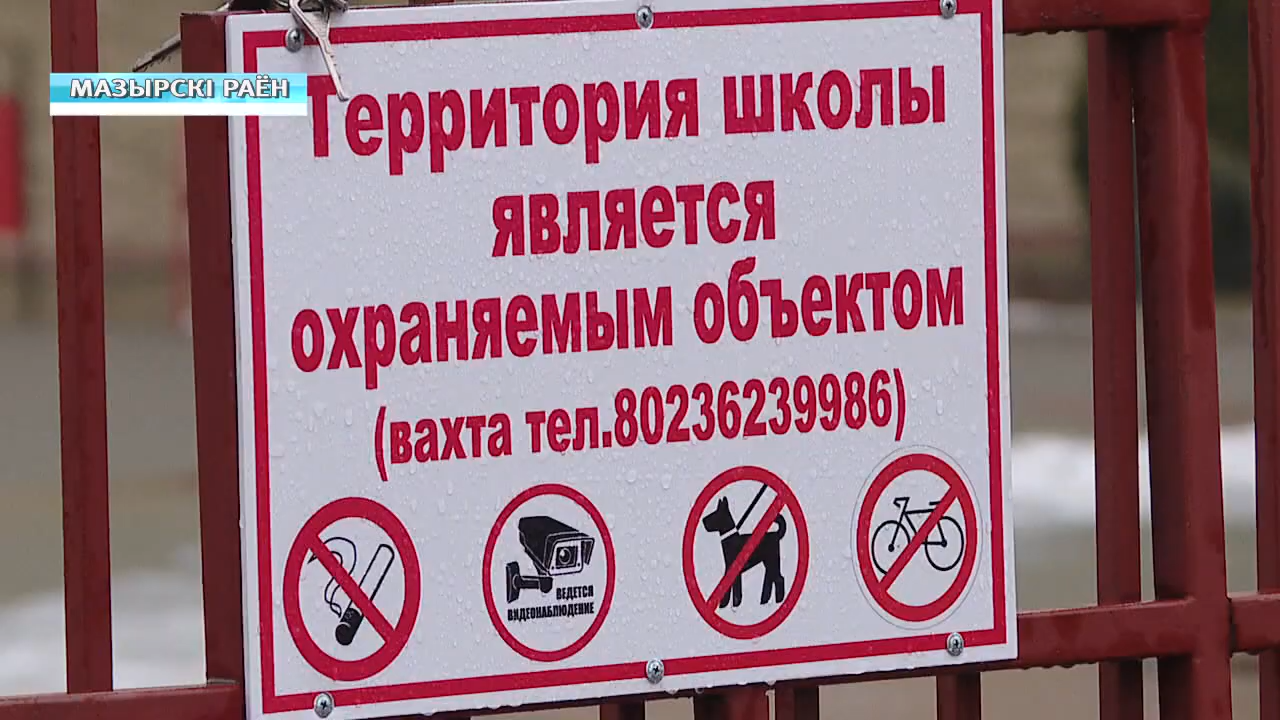 МАЗЫРСКІ РАЁН
Территория школы
является
охраняемым объектом
(вахта тел.80236239986)
ВЕДЕТСЯ
ВИДЕОНАБЛЮДЕНИЕ